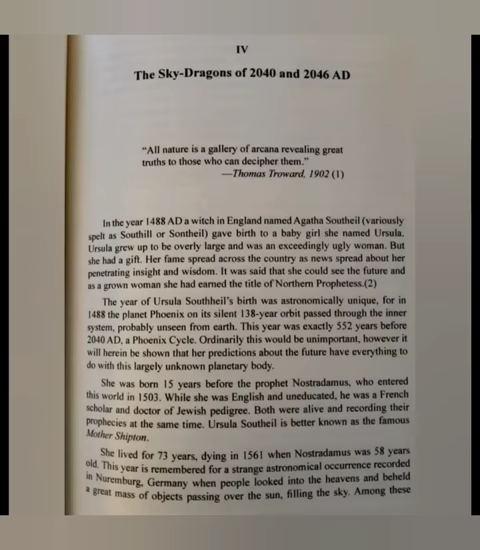 IV
The Sky-Dragons of 2040 and 2046 AD
"All nature is a gallery of arcana revealing great
truths to those who can decipher them."
—Thomas Troward, 1902 (1)
In the year 1488 AD a witch in England named Agatha Southeil (variously
spelt as Southill or Sontheil) gave birth to a baby girl she named Ursula.
Ursula grew up to be overly large and was an exceedingly ugly woman. But
she had a gift. Her fame spread across the country as news spread about her
penetrating insight and wisdom. It was said that she could see the future and
as a grown woman she had earned the title of Northern Prophetess.(2)
The year of Ursula Southheil's birth was astronomically unique, for in
1488 the planet Phoenix on its silent 138-year orbit passed through the inner
system, probably unseen from earth. This year was exactly 552 years before
2040 AD, a Phoenix Cycle. Ordinarily this would be unimportant, however it
will herein be shown that her predictions about the future have everything to
do with this largely unknown planetary body.
She was born 15 years before the prophet Nostradamus, who entered
this world in 1503. While she was English and uneducated, he was a French
scholar and doctor of Jewish pedigree. Both were alive and recording their
prophecies at the same time. Ursula Southeil is better known as the famous
Mother Shipton.
She lived for 73 years, dying in 1561 when Nostradamus was 58 years
old. This year is remembered for a strange astronomical occurrence recorded
in Nuremburg, Germany when people looked into the heavens and beheld
a great mass of objects passing over the sun, filling the sky. Among these